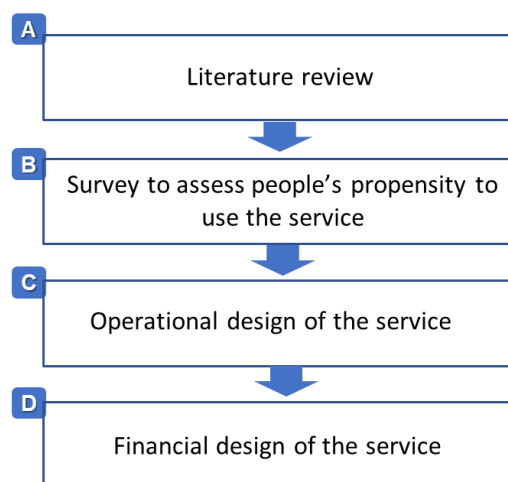 A
Literature review
B
Survey to assess people’s propensity to
use the service
C
Operational design of the service
D
Financial design of the service